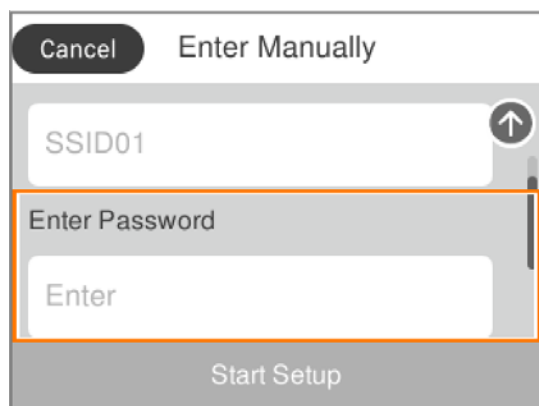 Cancel Enter Manually
SSID01
Enter Password
Enter
Start Setup